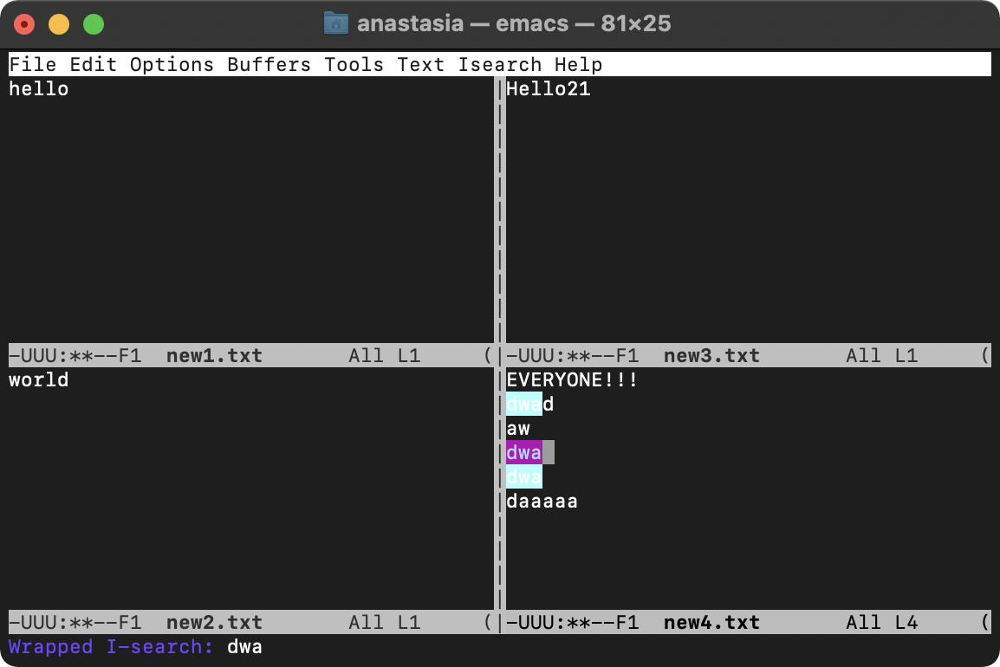 anastasia — emacs — 81×25
File Edit Options Buffers Tools Text Isearch Help
hello
Hello21
-UUU:**--F1  new1.txt       All L1     (
-UUU:**--F1  new3.txt       All L1     (
world
EVERYONE!!!
dwad
aw
dwa
dwa
daaaaa
-UUU:**--F1  new2.txt       All L1     (
-UUU:**--F1  new4.txt       All L4     (
Wrapped I-search: dwa